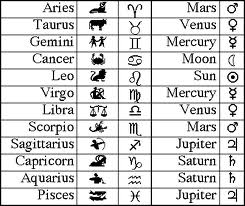 Aries ♈ Mars ♂
Taurus ♉ Venus ♀
Gemini ♊ Mercury ☿
Cancer ♋ Moon ☾
Leo ♌ Sun ☉
Virgo ♍ Mercury ☿
Libra ♎ Venus ♀
Scorpio ♏ Mars ♂
Sagittarius ♐ Jupiter ♃
Capricorn ♑ Saturn ♄
Aquarius ♒ Saturn ♄
Pisces ♓ Jupiter ♃